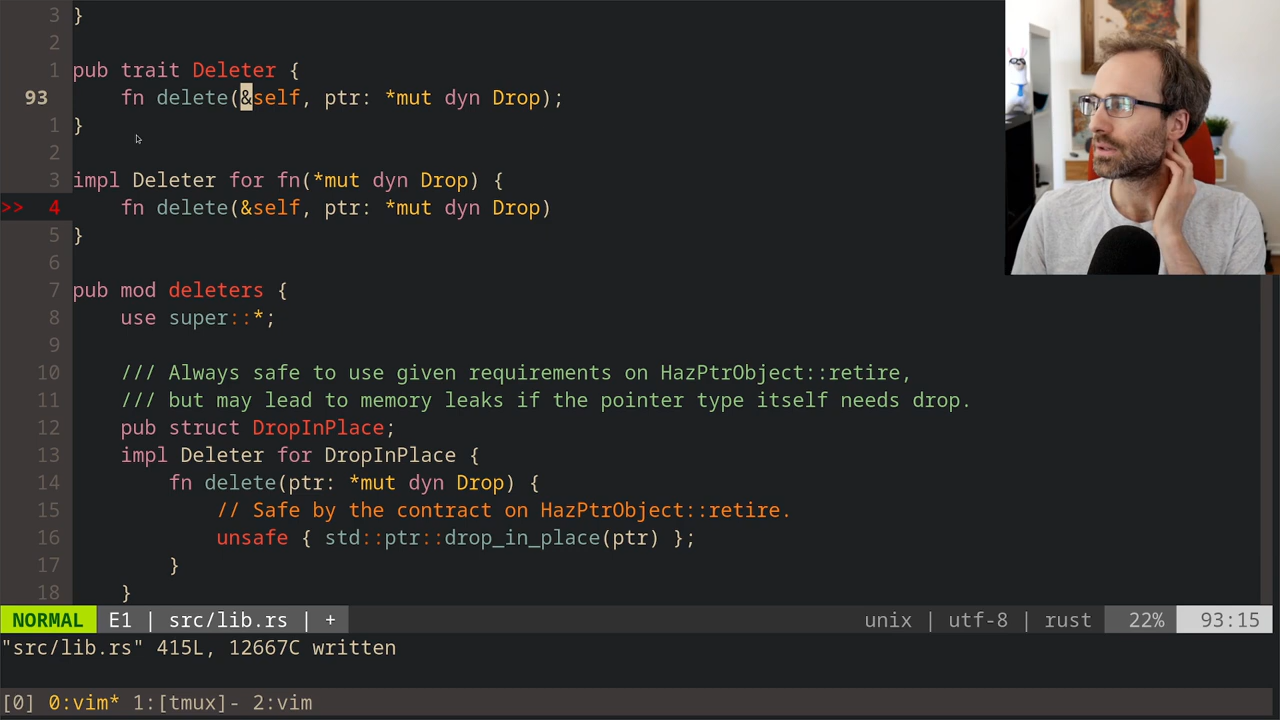 3 }
2
1 pub trait Deleter {
93     fn delete(&self, ptr: *mut dyn Drop);
1 }
2
3 impl Deleter for fn(*mut dyn Drop) {
>> 4     fn delete(&self, ptr: *mut dyn Drop)
5 }
6
7 pub mod deleters {
8     use super::*;
9
10     /// Always safe to use given requirements on HazPtrObject::retire,
11     /// but may lead to memory leaks if the pointer type itself needs drop.
12     pub struct DropInPlace;
13     impl Deleter for DropInPlace {
14         fn delete(ptr: *mut dyn Drop) {
15             // Safe by the contract on HazPtrObject::retire.
16             unsafe { std::ptr::drop_in_place(ptr) };
17         }
18     }
NORMAL E1 | src/lib.rs | + unix | utf-8 | rust 22% 93:15
"src/lib.rs" 415L, 12667C written
[0] 0:vim* 1:[tmux]- 2:vim